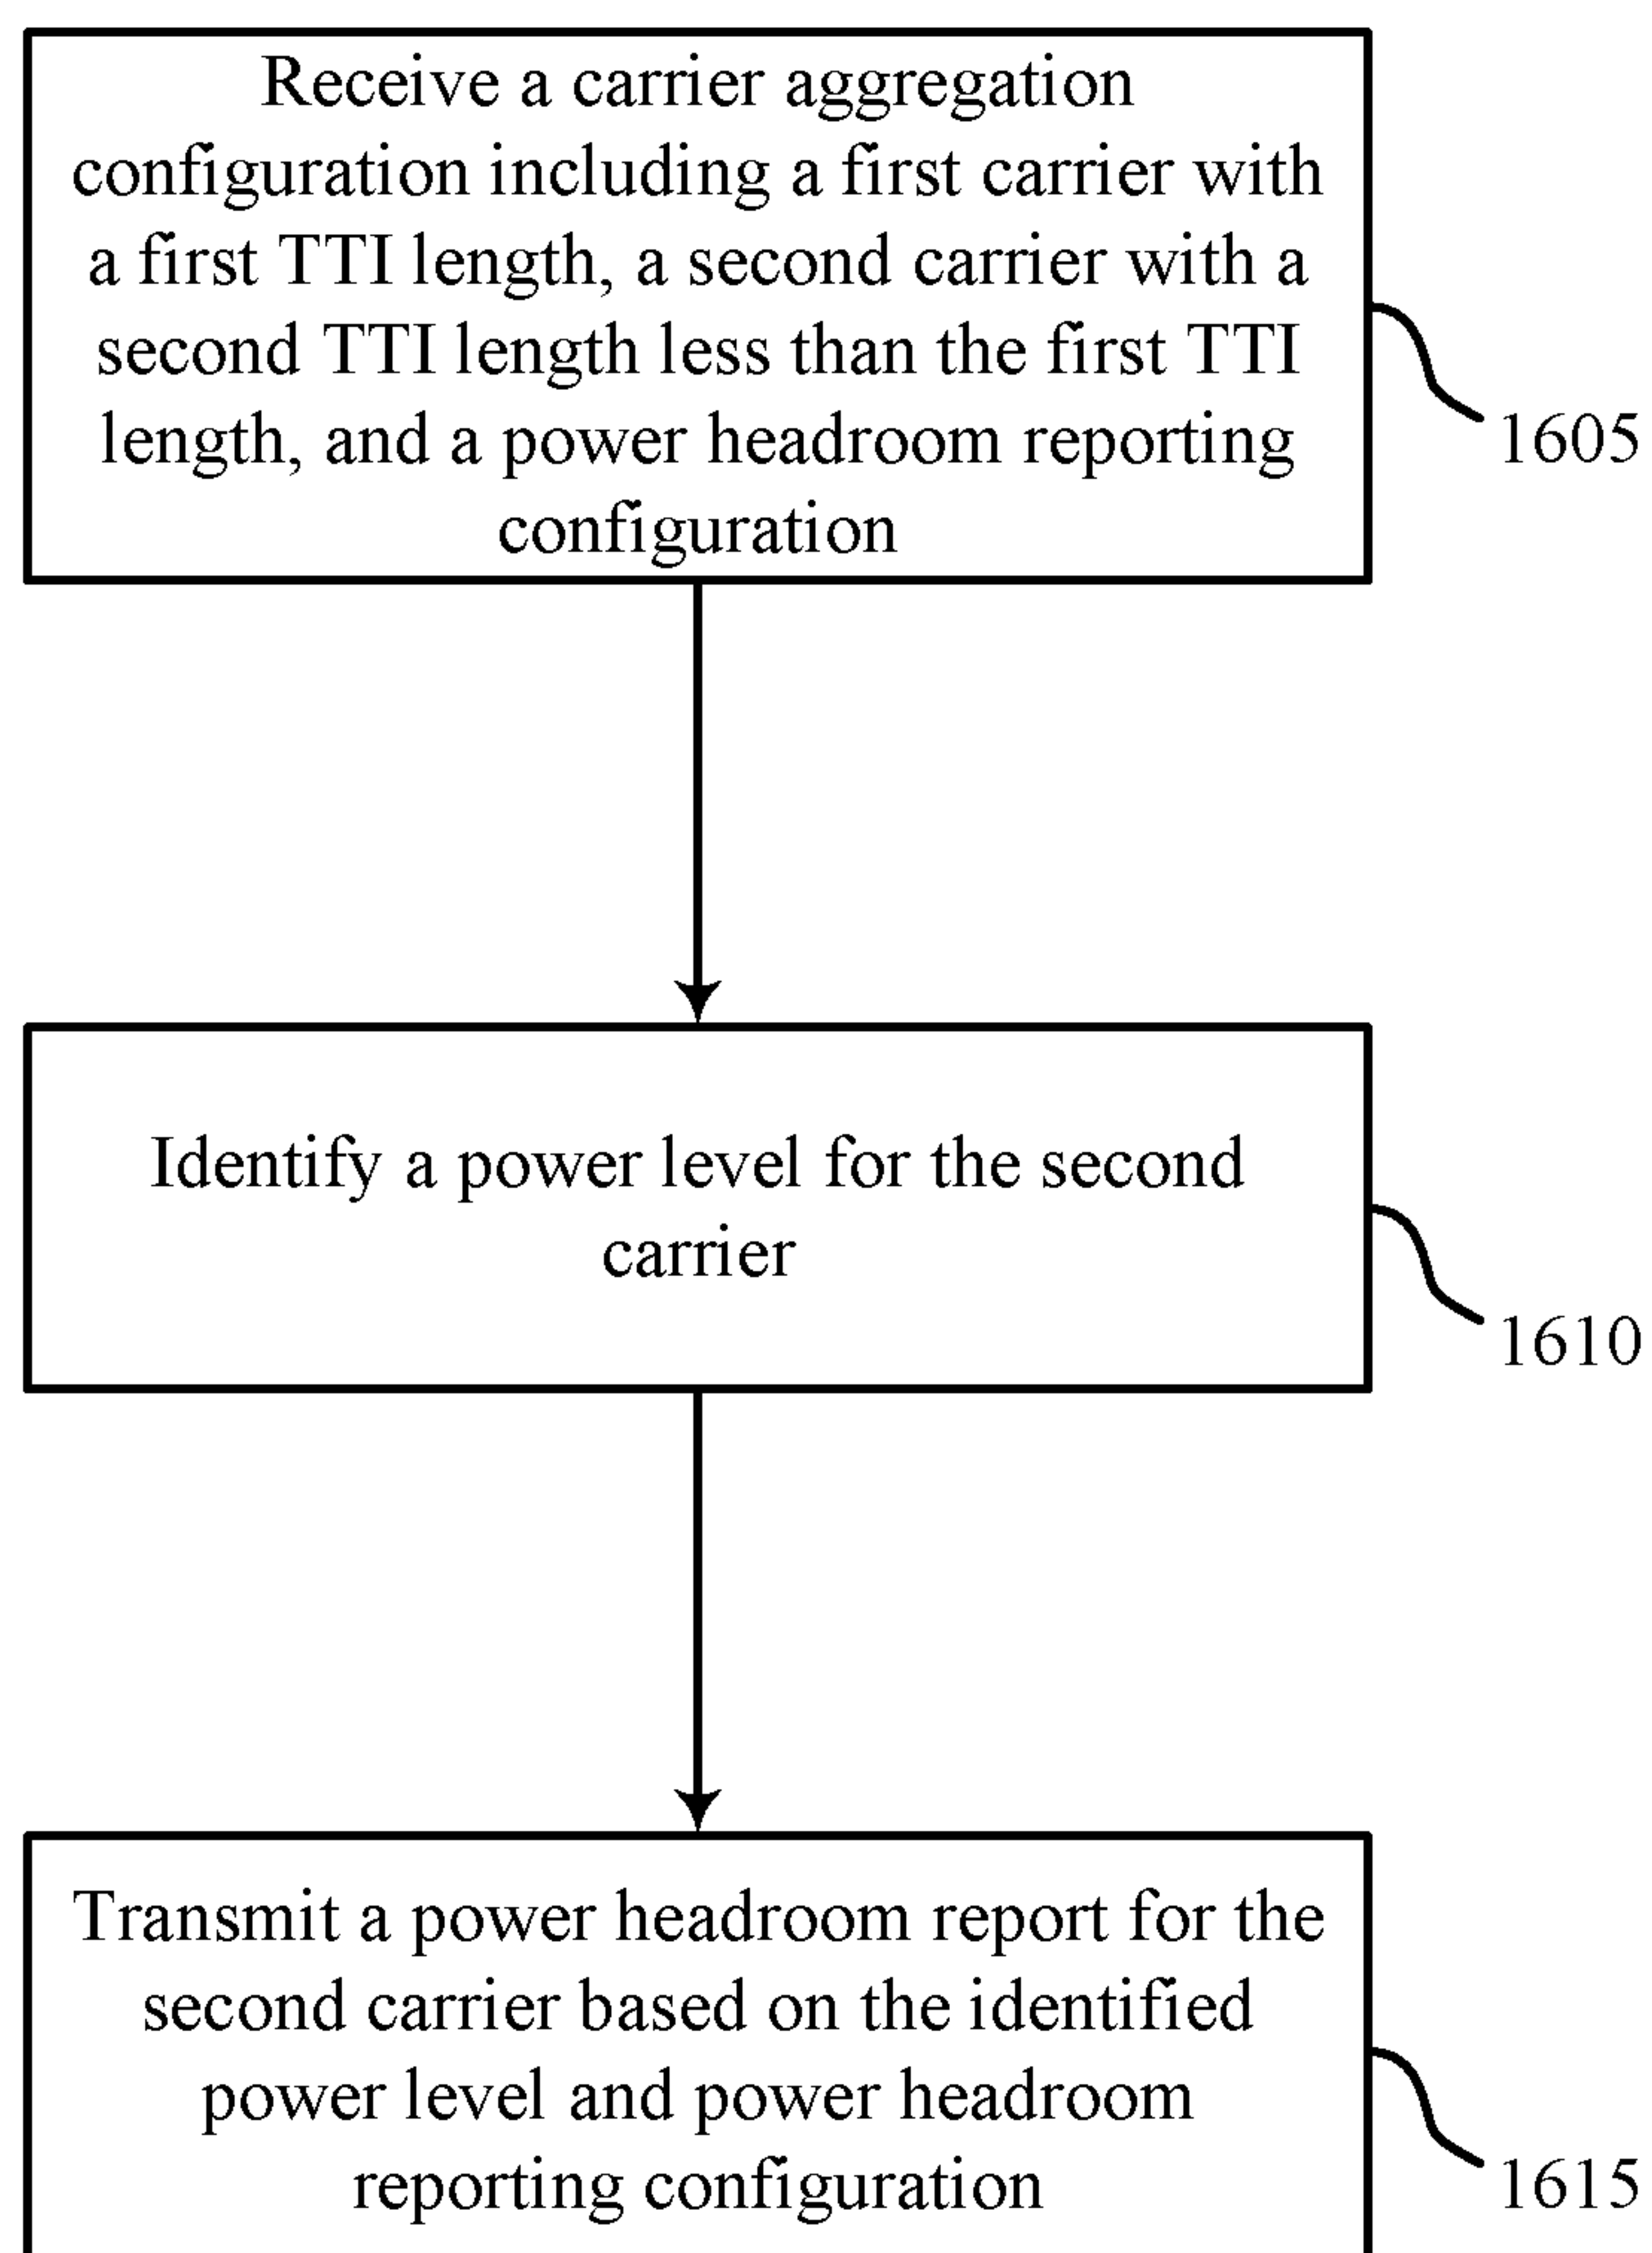 Receive a carrier aggregation
configuration including a first carrier with
a first TTI length, a second carrier with a
second TTI length less than the first TTI
length, and a power headroom reporting
configuration
1605
Identify a power level for the second
carrier
1610
Transmit a power headroom report for the
second carrier based on the identified
power level and power headroom
reporting configuration
1615